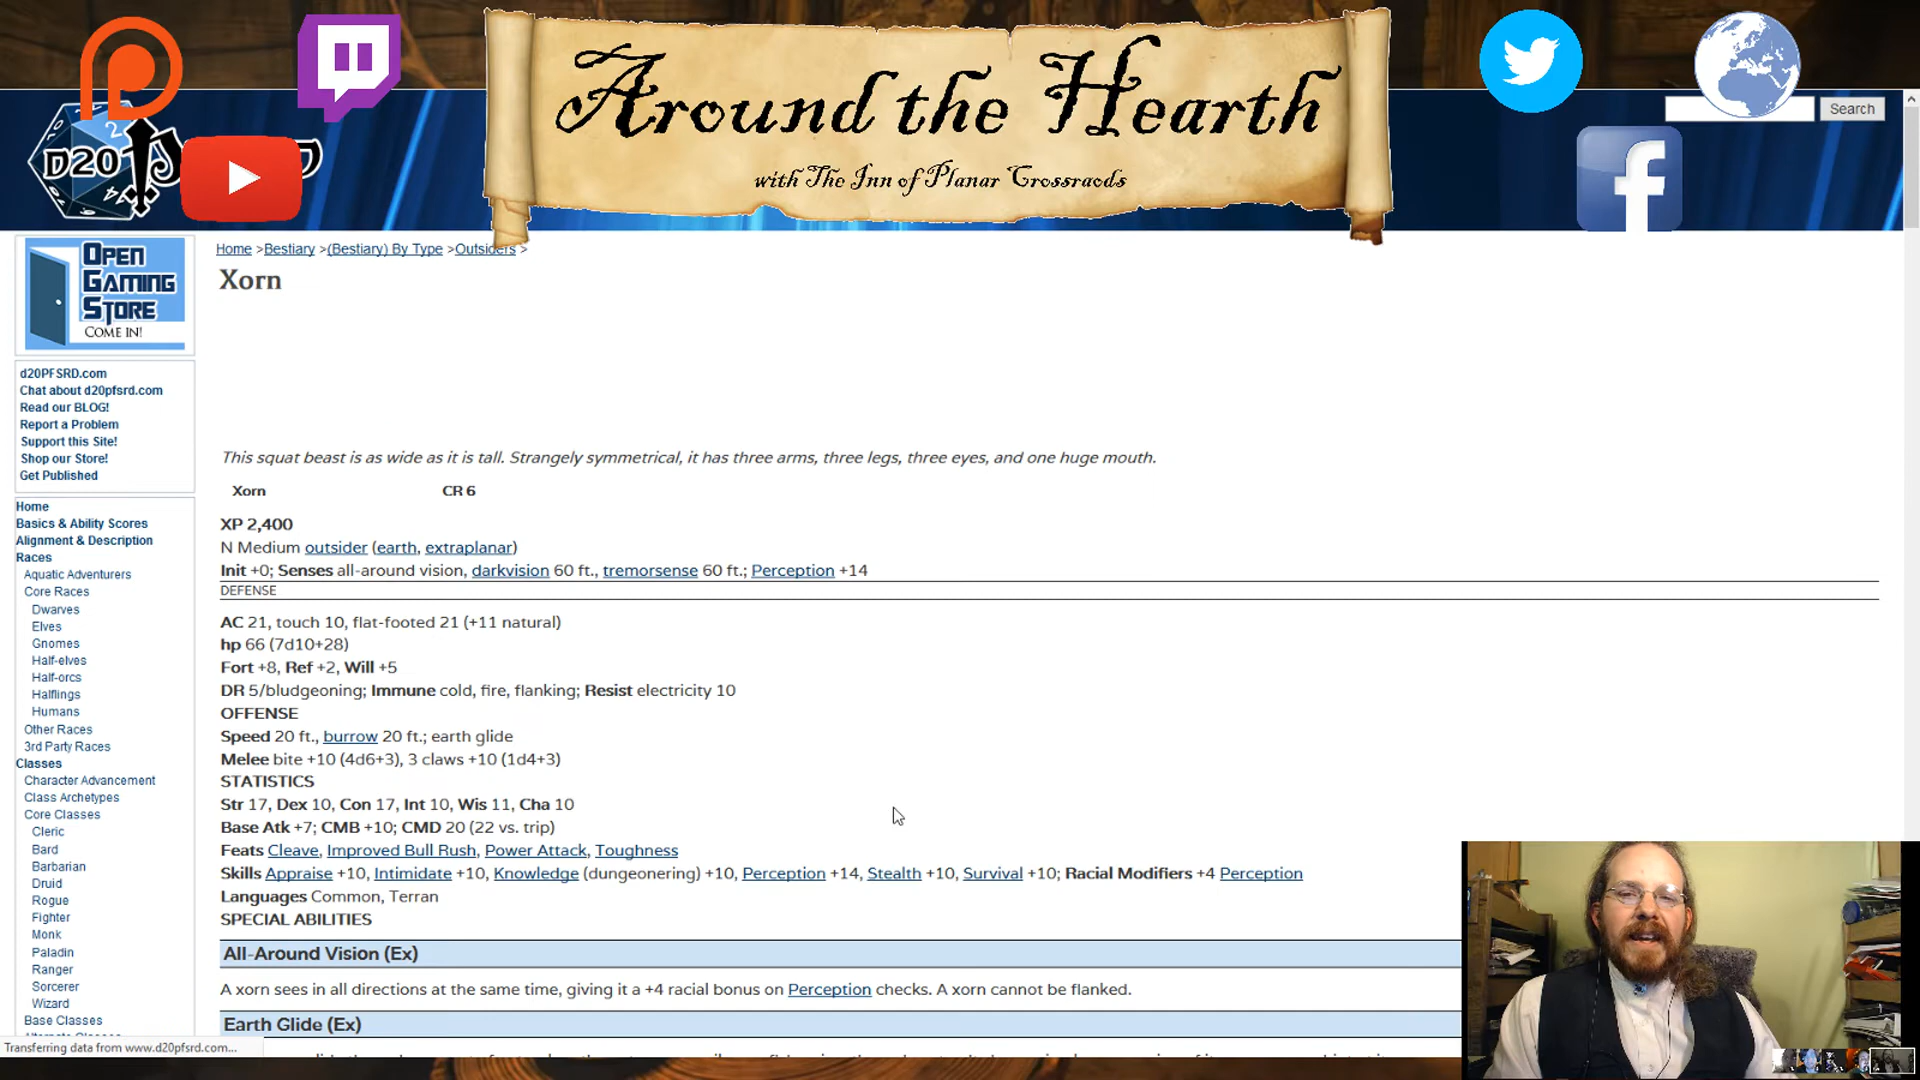 Around the Hearth
with The Inn of Planar Crossraods
Search
D20
OPEN
GAMING
STORE
COME IN!
Home >Bestiary >(Bestiary) By Type >Outsiders >
Xorn
d20PFSRD.com
Chat about d20pfsrd.com
Read our BLOG!
Report a Problem
Support this Site!
Shop our Store!
Get Published
Home
Basics & Ability Scores
Alignment & Description
Races
Aquatic Adventurers
Core Races
Dwarves
Elves
Gnomes
Half-elves
Half-orcs
Halflings
Humans
Other Races
3rd Party Races
Classes
Character Advancement
Class Archetypes
Core Classes
Cleric
Bard
Barbarian
Druid
Rogue
Fighter
Monk
Paladin
Ranger
Sorcerer
Wizard
Base Classes
This squat beast is as wide as it is tall. Strangely symmetrical, it has three arms, three legs, three eyes, and one huge mouth.
Xorn CR 6
XP 2,400
N Medium outsider (earth, extraplanar)
Init +0; Senses all-around vision, darkvision 60 ft., tremorsense 60 ft.; Perception +14
DEFENSE
AC 21, touch 10, flat-footed 21 (+11 natural)
hp 66 (7d10+28)
Fort +8, Ref +2, Will +5
DR 5/bludgeoning; Immune cold, fire, flanking; Resist electricity 10
OFFENSE
Speed 20 ft., burrow 20 ft.; earth glide
Melee bite +10 (4d6+3), 3 claws +10 (1d4+3)
STATISTICS
Str 17, Dex 10, Con 17, Int 10, Wis 11, Cha 10
Base Atk +7; CMB +10; CMD 20 (22 vs. trip)
Feats Cleave, Improved Bull Rush, Power Attack, Toughness
Skills Appraise +10, Intimidate +10, Knowledge (dungeonering) +10, Perception +14, Stealth +10, Survival +10; Racial Modifiers +4 Perception
Languages Common, Terran
SPECIAL ABILITIES
All-Around Vision (Ex)
A xorn sees in all directions at the same time, giving it a +4 racial bonus on Perception checks. A xorn cannot be flanked.
Earth Glide (Ex)
Transferring data from www.d20pfsrd.com...